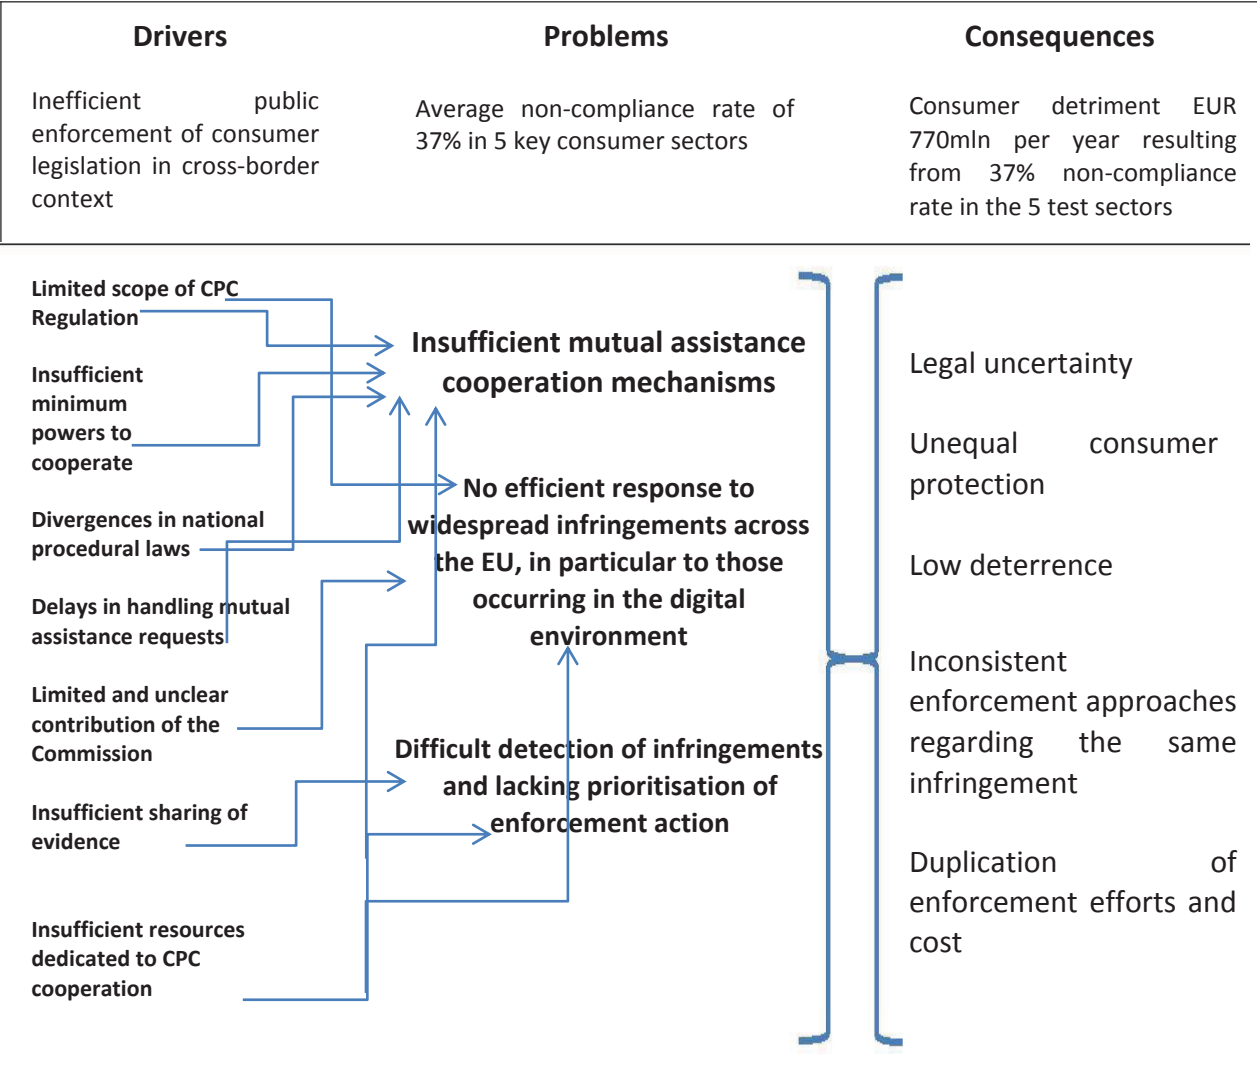 Drivers
Problems
Consequences
Inefficient public
enforcement of consumer
legislation in cross-border
context
Average non-compliance rate of
37% in 5 key consumer sectors
Consumer detriment EUR
770mln per year resulting
from 37% non-compliance
rate in the 5 test sectors
Limited scope of CPC
Regulation
Insufficient
minimum
powers to
cooperate
Divergences in national
procedural laws
Delays in handling mutual
assistance requests
Limited and unclear
contribution of the
Commission
Insufficient sharing of
evidence
Insufficient resources
dedicated to CPC
cooperation
Insufficient mutual assistance
cooperation mechanisms
No efficient response to
widespread infringements across
the EU, in particular to those
occurring in the digital
environment
Difficult detection of infringements
and lacking prioritisation of
enforcement action
Legal uncertainty
Unequal consumer
protection
Low deterrence
Inconsistent
enforcement approaches
regarding the same
infringement
Duplication of
enforcement efforts and
cost